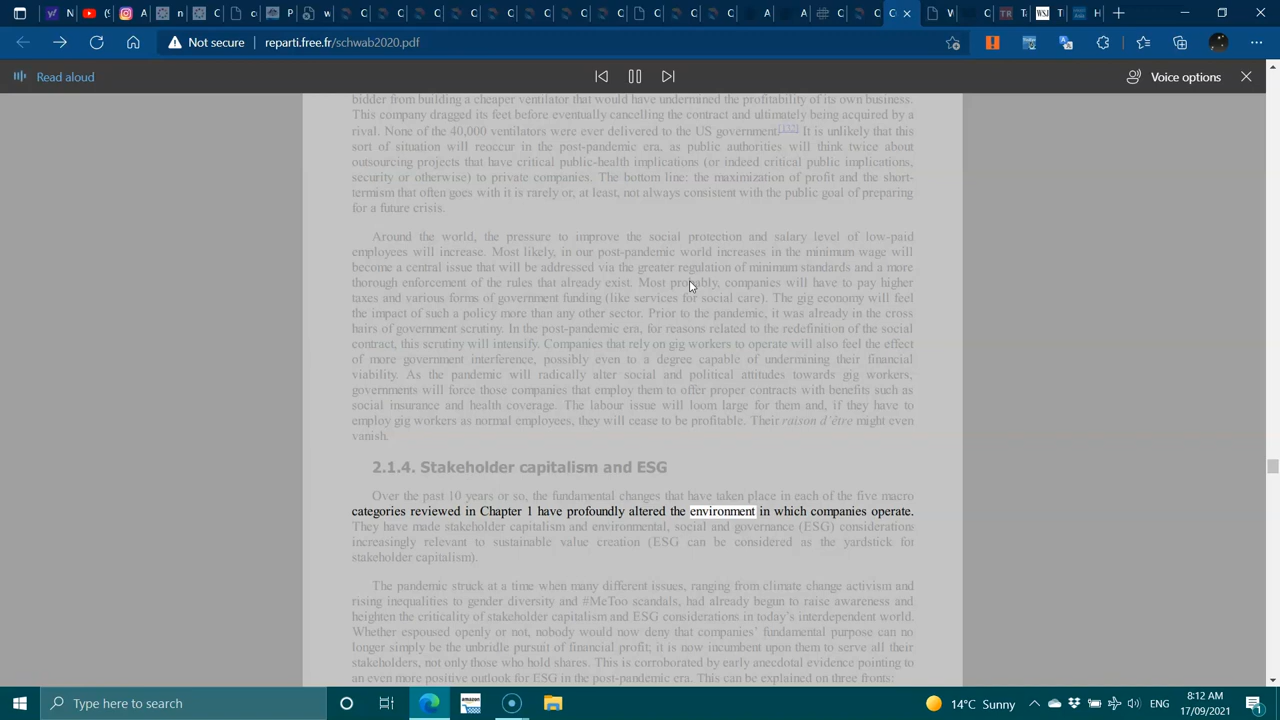 Not secure
reparti.free.fr/schwab2020.pdf
Read aloud
Voice options
bidder from building a cheaper ventilator that would have undermined the profitability of its own business.
This company dragged its feet before eventually cancelling the contract and ultimately being acquired by a
rival. None of the 40,000 ventilators were ever delivered to the US government.[132] It is unlikely that this
sort of situation will reoccur in the post-pandemic era, as public authorities will think twice about
outsourcing projects that have critical public-health implications (or indeed critical public implications,
security or otherwise) to private companies. The bottom line: the maximization of profit and the short-
termism that often goes with it is rarely or, at least, not always consistent with the public goal of preparing
for a future crisis.
Around the world, the pressure to improve the social protection and salary level of low-paid
employees will increase. Most likely, in our post-pandemic world increases in the minimum wage will
become a central issue that will be addressed via the greater regulation of minimum standards and a more
thorough enforcement of the rules that already exist. Most probably, companies will have to pay higher
taxes and various forms of government funding (like services for social care). The gig economy will feel
the impact of such a policy more than any other sector. Prior to the pandemic, it was already in the cross
hairs of government scrutiny. In the post-pandemic era, for reasons related to the redefinition of the social
contract, this scrutiny will intensify. Companies that rely on gig workers to operate will also feel the effect
of more government interference, possibly even to a degree capable of undermining their financial
viability. As the pandemic will radically alter social and political attitudes towards gig workers,
governments will force those companies that employ them to offer proper contracts with benefits such as
social insurance and health coverage. The labour issue will loom large for them and, if they have to
employ gig workers as normal employees, they will cease to be profitable. Their raison d'être might even
vanish.
2.1.4. Stakeholder capitalism and ESG
Over the past 10 years or so, the fundamental changes that have taken place in each of the five macro
categories reviewed in Chapter 1 have profoundly altered the environment in which companies operate.
They have made stakeholder capitalism and environmental, social and governance (ESG) considerations
increasingly relevant to sustainable value creation (ESG can be considered as the yardstick for
stakeholder capitalism).
The pandemic struck at a time when many different issues, ranging from climate change activism and
rising inequalities to gender diversity and #MeToo scandals, had already begun to raise awareness and
heighten the criticality of stakeholder capitalism and ESG considerations in today's interdependent world.
Whether espoused openly or not, nobody would now deny that companies' fundamental purpose can no
longer simply be the unbridle pursuit of financial profit; it is now incumbent upon them to serve all their
stakeholders, not only those who hold shares. This is corroborated by early anecdotal evidence pointing to
an even more positive outlook for ESG in the post-pandemic era. This can be explained on three fronts:
Type here to search
amazon
14°C Sunny
ENG
8:12 AM
17/09/2021